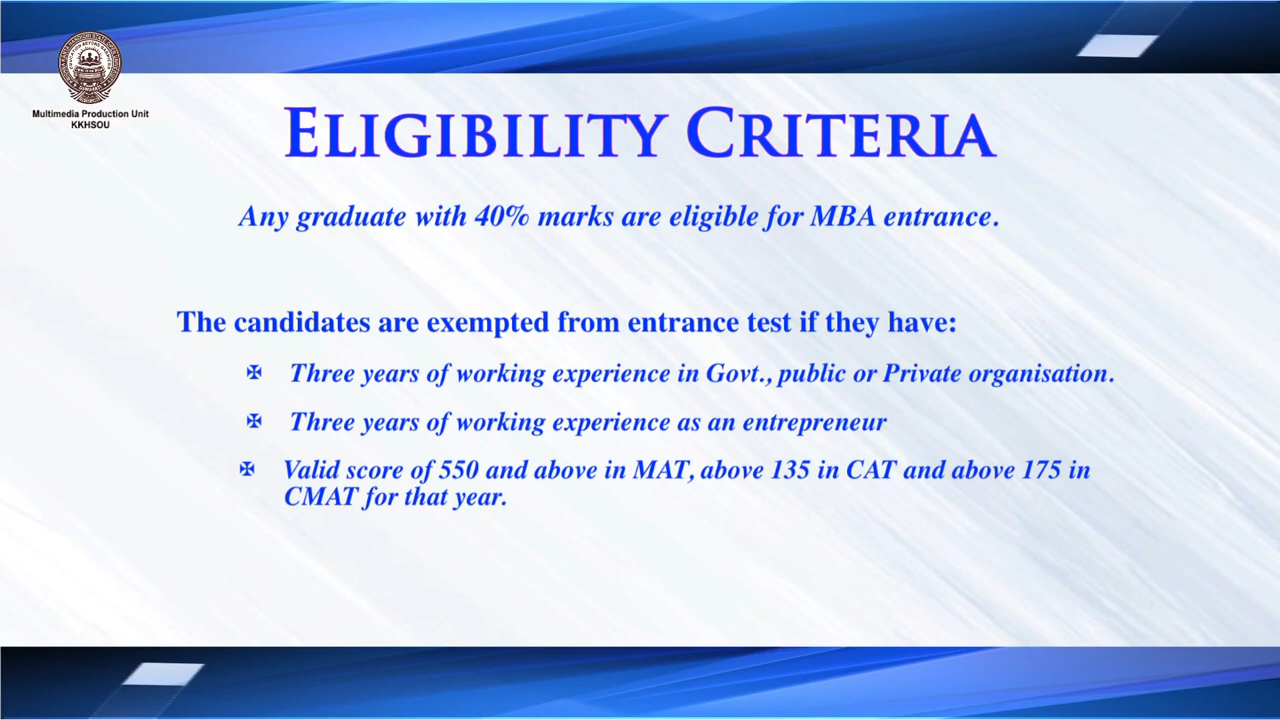 Multimedia Production Unit
KKHSOU
ELIGIBILITY CRITERIA
Any graduate with 40% marks are eligible for MBA entrance.
The candidates are exempted from entrance test if they have:
✠ Three years of working experience in Govt., public or Private organisation.
✠ Three years of working experience as an entrepreneur
✠ Valid score of 550 and above in MAT, above 135 in CAT and above 175 in
CMAT for that year.